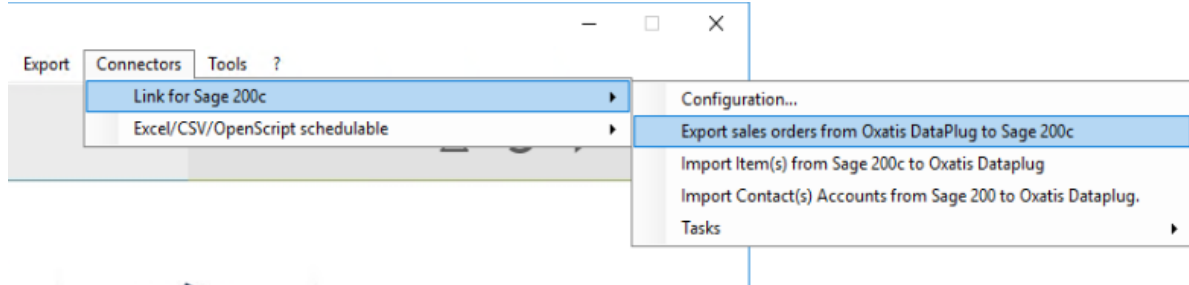 Export Connectors Tools ?
Link for Sage 200c
Excel/CSV/OpenScript schedulable
Configuration...
Export sales orders from Oxatis DataPlug to Sage 200c
Import Item(s) from Sage 200c to Oxatis Dataplug
Import Contact(s) Accounts from Sage 200 to Oxatis Dataplug.
Tasks